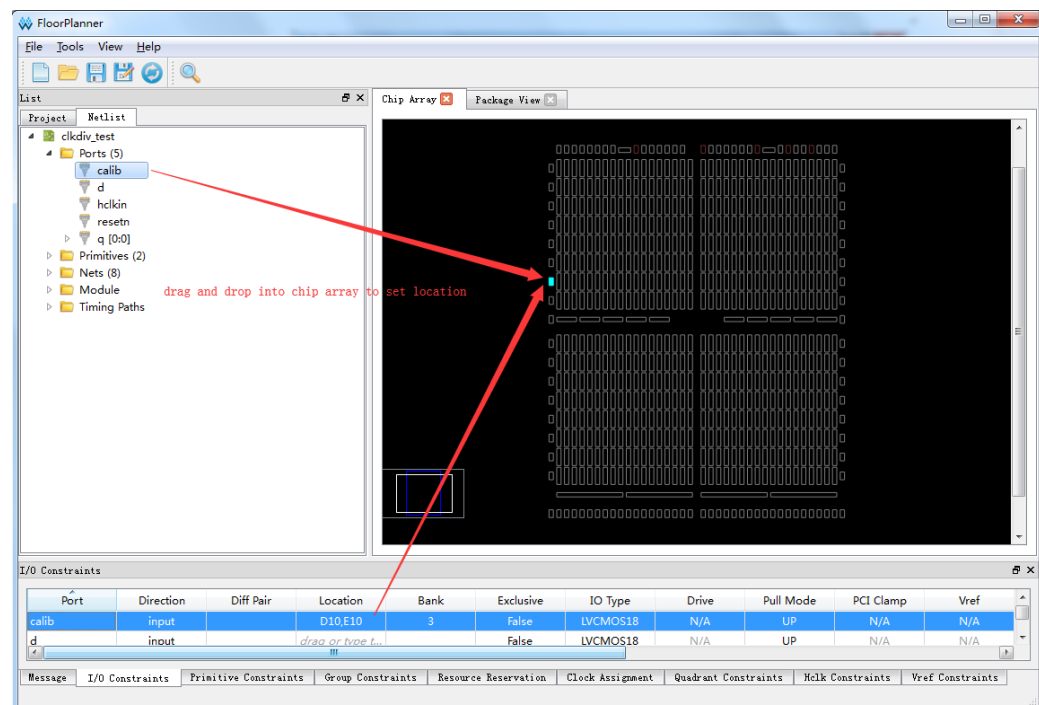 FloorPlanner
File Tools View Help
List
Chip Array Package View
Project Netlist
clkdiv_test
Ports (5)
calib
d
hclkin
resetn
q [0:0]
Primitives (2)
Nets (8)
Module
Timing Paths
drag and drop into chip array to set location
I/O Constraints
Port Direction Diff Pair Location Bank Exclusive IO Type Drive Pull Mode PCI Clamp Vref
calib input D10,E10 3 False LVCMOS18 N/A UP N/A N/A
d input drag or type t... False LVCMOS18 N/A UP N/A N/A
Message I/O Constraints Primitive Constraints Group Constraints Resource Reservation Clock Assignment Quadrant Constraints Hclk Constraints Vref Constraints